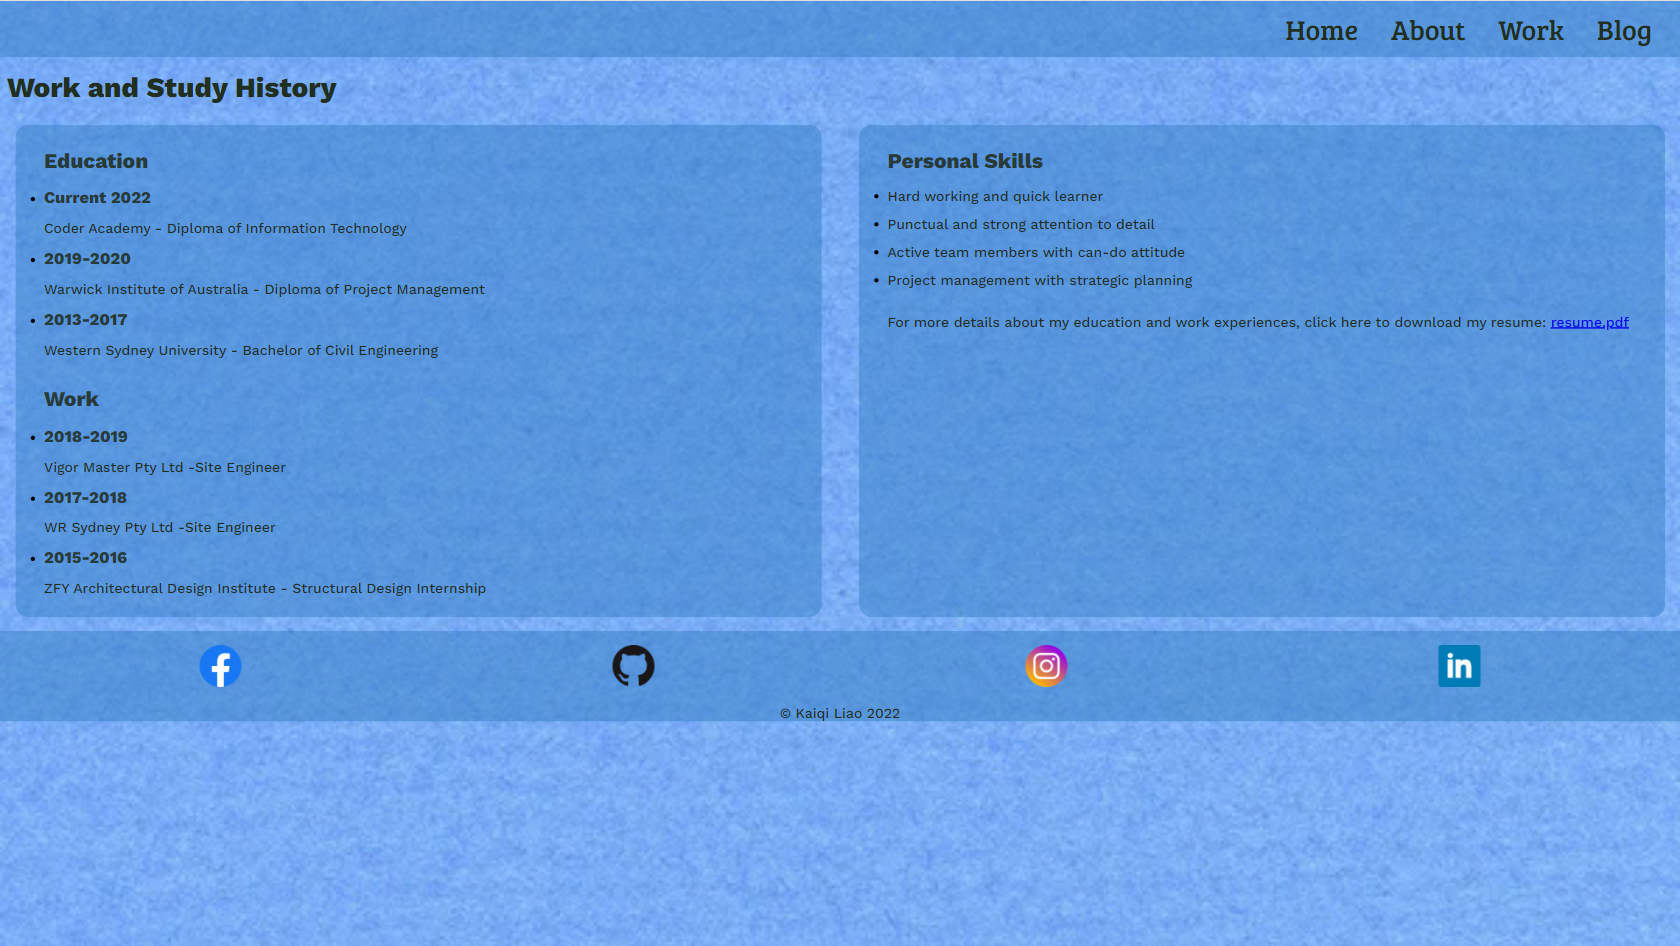 Home About Work Blog
Work and Study History
Education
Current 2022
Coder Academy - Diploma of Information Technology
2019-2020
Warwick Institute of Australia - Diploma of Project Management
2013-2017
Western Sydney University - Bachelor of Civil Engineering
Work
2018-2019
Vigor Master Pty Ltd -Site Engineer
2017-2018
WR Sydney Pty Ltd -Site Engineer
2015-2016
ZFY Architectural Design Institute - Structural Design Internship
Personal Skills
Hard working and quick learner
Punctual and strong attention to detail
Active team members with can-do attitude
Project management with strategic planning
For more details about my education and work experiences, click here to download my resume: resume.pdf
in
© Kaiqi Liao 2022